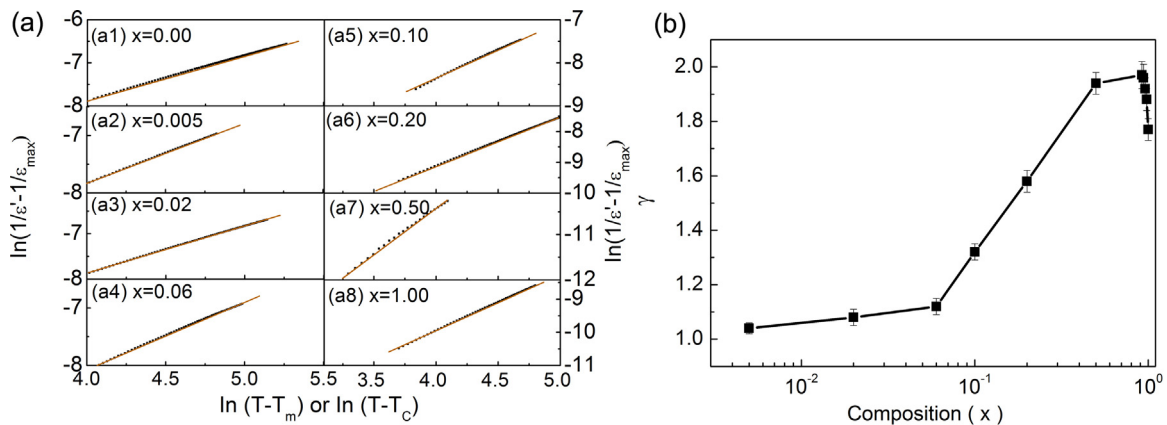 (a)
-6
-7
-8
(a1) x=0.00
(a5) x=0.10
-7
-8
-9
-7
-8
(a2) x=0.005
(a6) x=0.20
-8
-9
-10
-7
-8
(a3) x=0.02
(a7) x=0.50
-11
-12
-7
-8
(a4) x=0.06
(a8) x=1.00
-9
-10
-11
4.0 4.5 5.0 5.5 3.5 4.0 4.5 5.0
ln (T-Tm) or ln (T-TC)
ln(1/ε'-1/εmax)
ln(1/ε'-1/εmax)
(b)
2.0
1.8
1.6
1.4
1.2
1.0
γ
10⁻² 10⁻¹ 10⁰
Composition ( x )